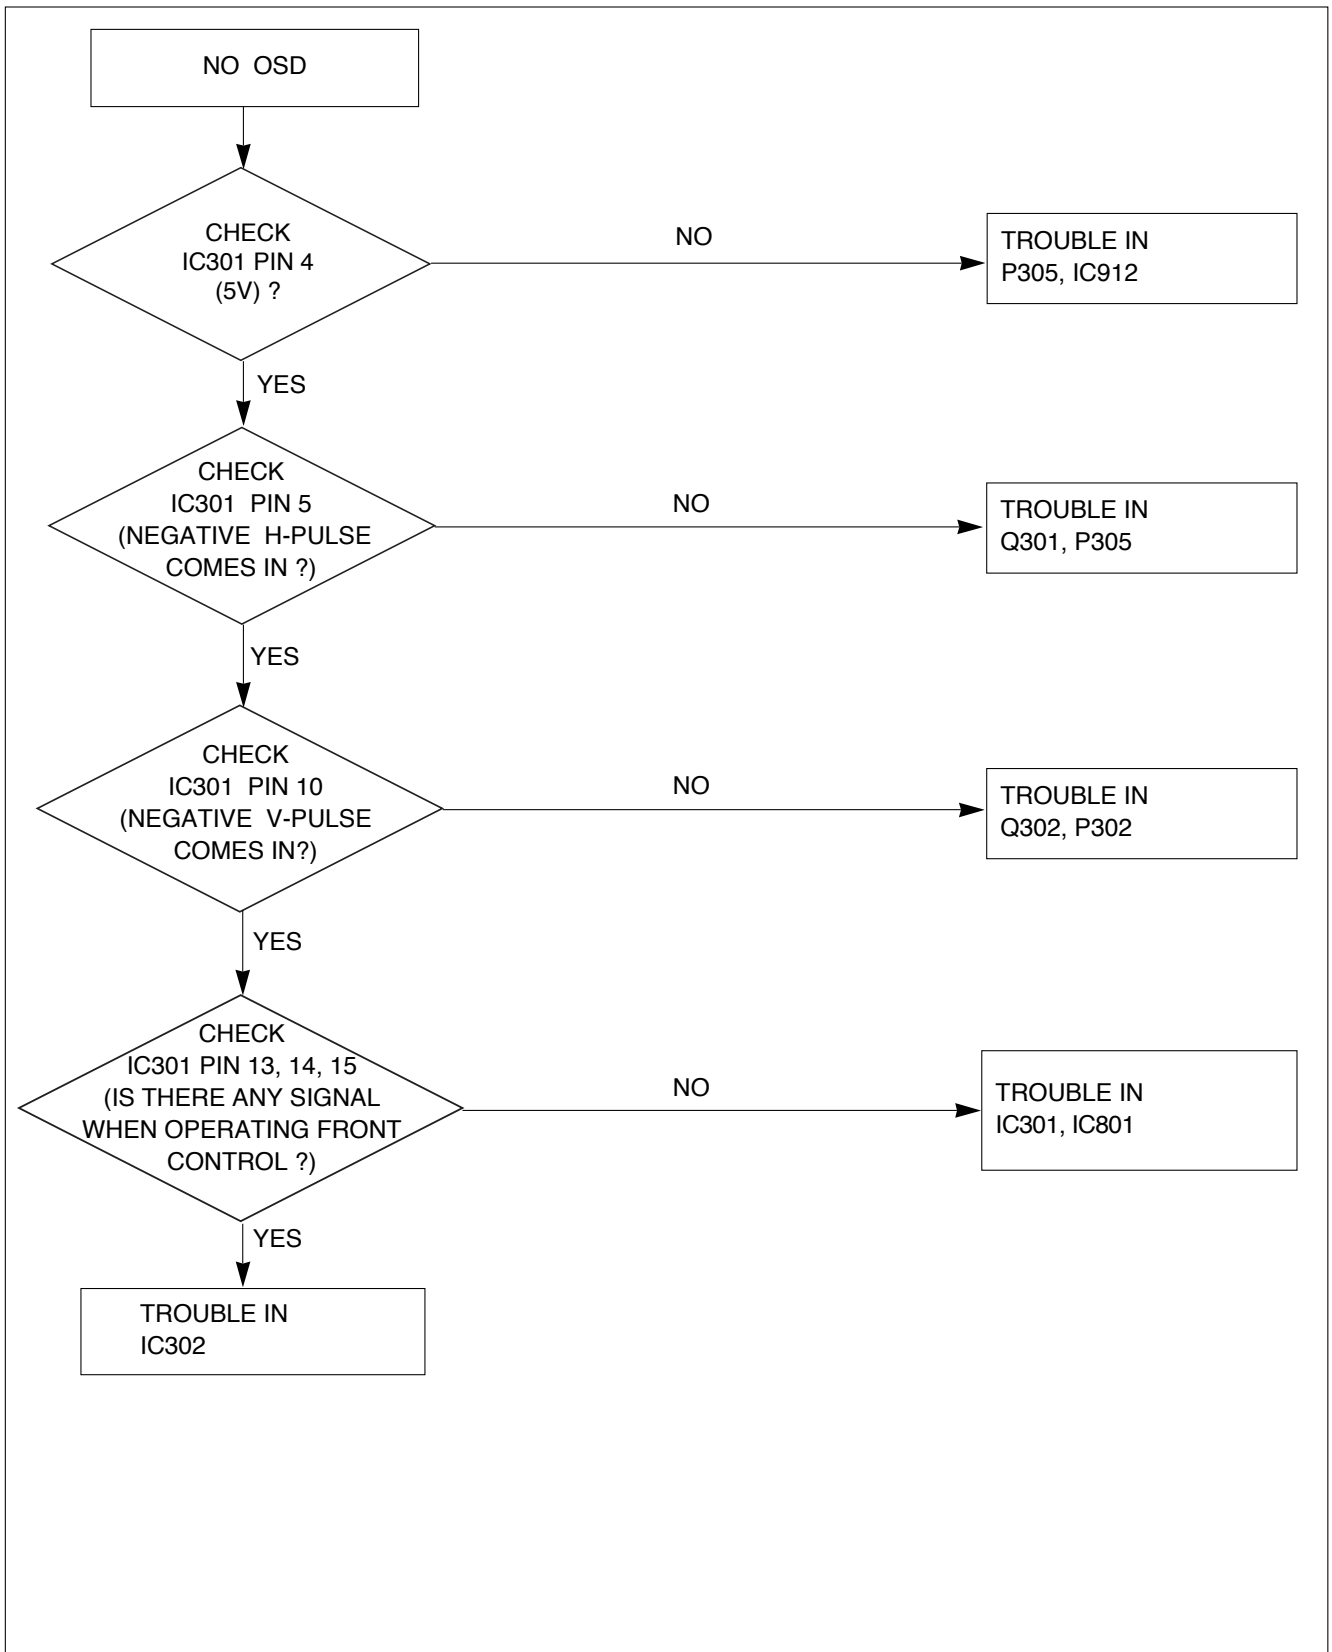 NO OSD
CHECK
IC301 PIN 4
(5V) ?
NO
TROUBLE IN
P305, IC912
YES
CHECK
IC301 PIN 5
(NEGATIVE H-PULSE
COMES IN ?)
NO
TROUBLE IN
Q301, P305
YES
CHECK
IC301 PIN 10
(NEGATIVE V-PULSE
COMES IN?)
NO
TROUBLE IN
Q302, P302
YES
CHECK
IC301 PIN 13, 14, 15
(IS THERE ANY SIGNAL
WHEN OPERATING FRONT
CONTROL ?)
NO
TROUBLE IN
IC301, IC801
YES
TROUBLE IN
IC302